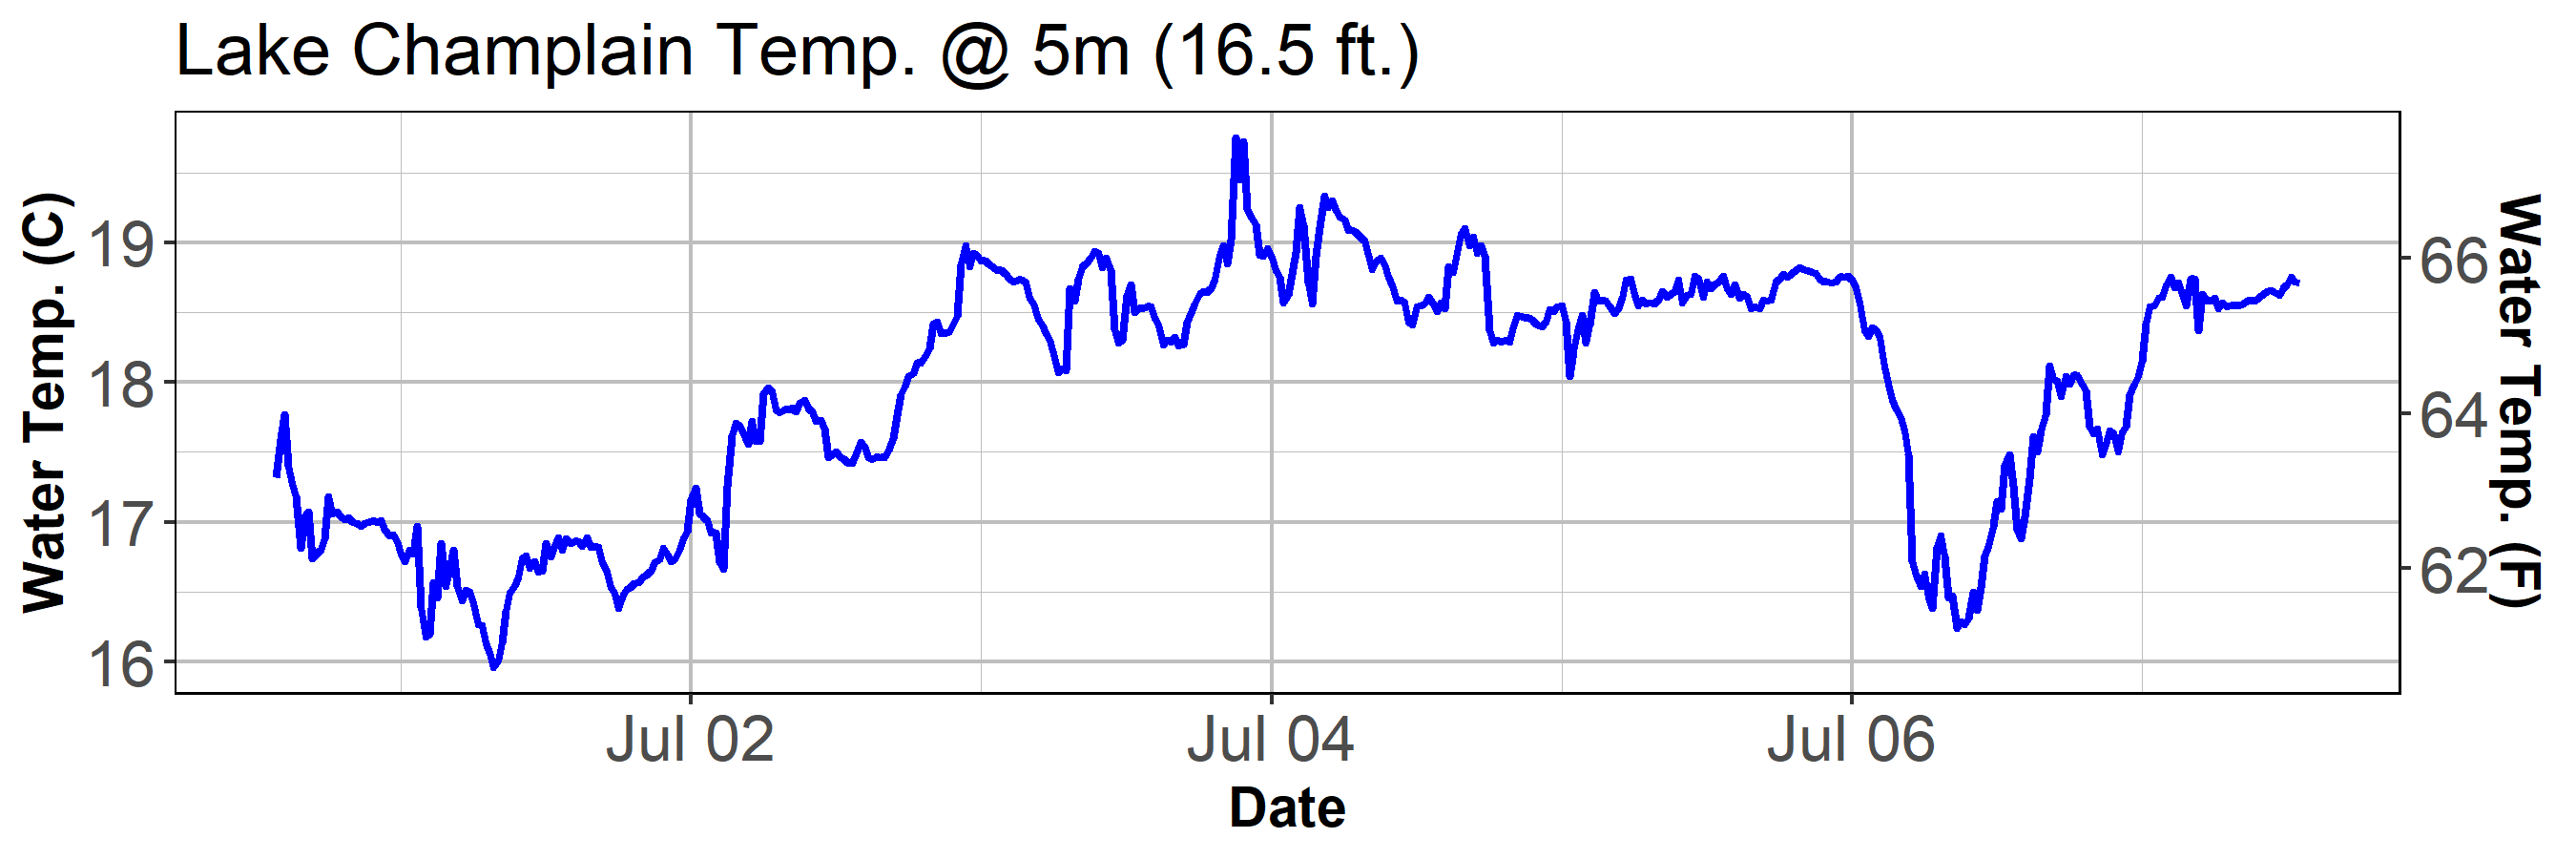 Lake Champlain Temp. @ 5m (16.5 ft.)
Water Temp. (C)
19
18
17
16
66
64
62
Water Temp. (F)
Jul 02
Jul 04
Jul 06
Date